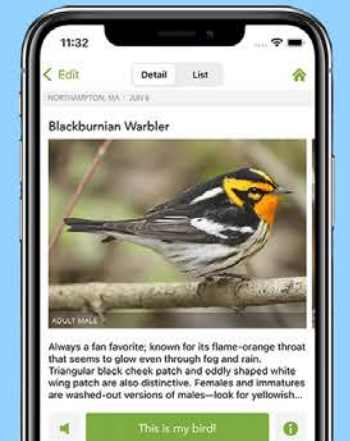 11:32
Edit
Detail
List
NORTHAMPTON, MA / JUN 6
Blackburnian Warbler
ADULT MALE
Always a fan favorite; known for its flame-orange throat
that seems to glow even through fog and rain.
Triangular black cheek patch and oddly shaped white
wing patch are also distinctive. Females and immatures
are washed-out versions of males—look for yellowish...
This is my bird!